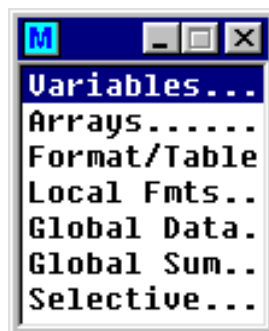 M
Variables...
Arrays......
Format/Table
Local Fmts..
Global Data.
Global Sum..
Selective...